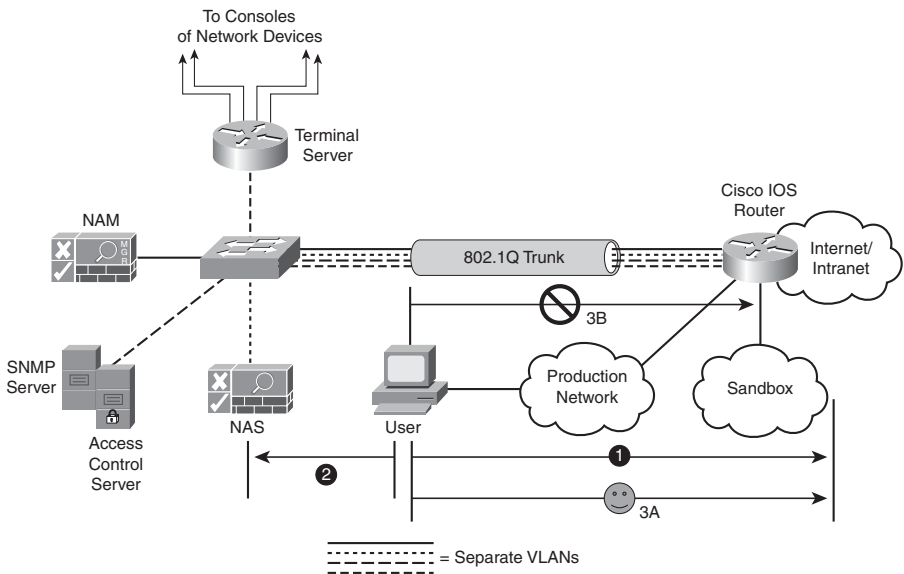 To Consoles
of Network Devices
Terminal
Server
Cisco IOS
Router
NAM
M
G
R
802.1Q Trunk
Internet/
Intranet
3B
SNMP
Server
Production
Network
Sandbox
NAS
User
Access
Control
Server
1
2
3A
= Separate VLANs